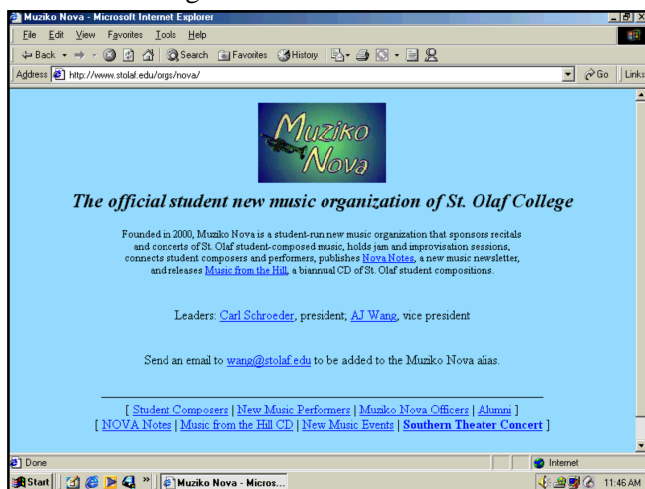 Muziko Nova - Microsoft Internet Explorer
File Edit View Favorites Tools Help
Back Search Favorites History
Address http://www.stolaf.edu/orgs/nova/ Go Links
Muziko
Nova
The official student new music organization of St. Olaf College
Founded in 2000, Muziko Nova is a student-run new music organization that sponsors recitals
and concerts of St. Olaf student-composed music, holds jam and improvisation sessions,
connects student composers and performers, publishes Nova Notes, a new music newsletter,
and releases Music from the Hill, a biannual CD of St. Olaf student compositions.
Leaders: Carl Schroeder, president; AJ Wang, vice president
Send an email to wang@stolaf.edu to be added to the Muziko Nova alias.
[ Student Composers | New Music Performers | Muziko Nova Officers | Alumni ]
[ NOVA Notes | Music from the Hill CD | New Music Events | Southern Theater Concert ]
Done Internet
Start » Muziko Nova - Micros... 11:46 AM